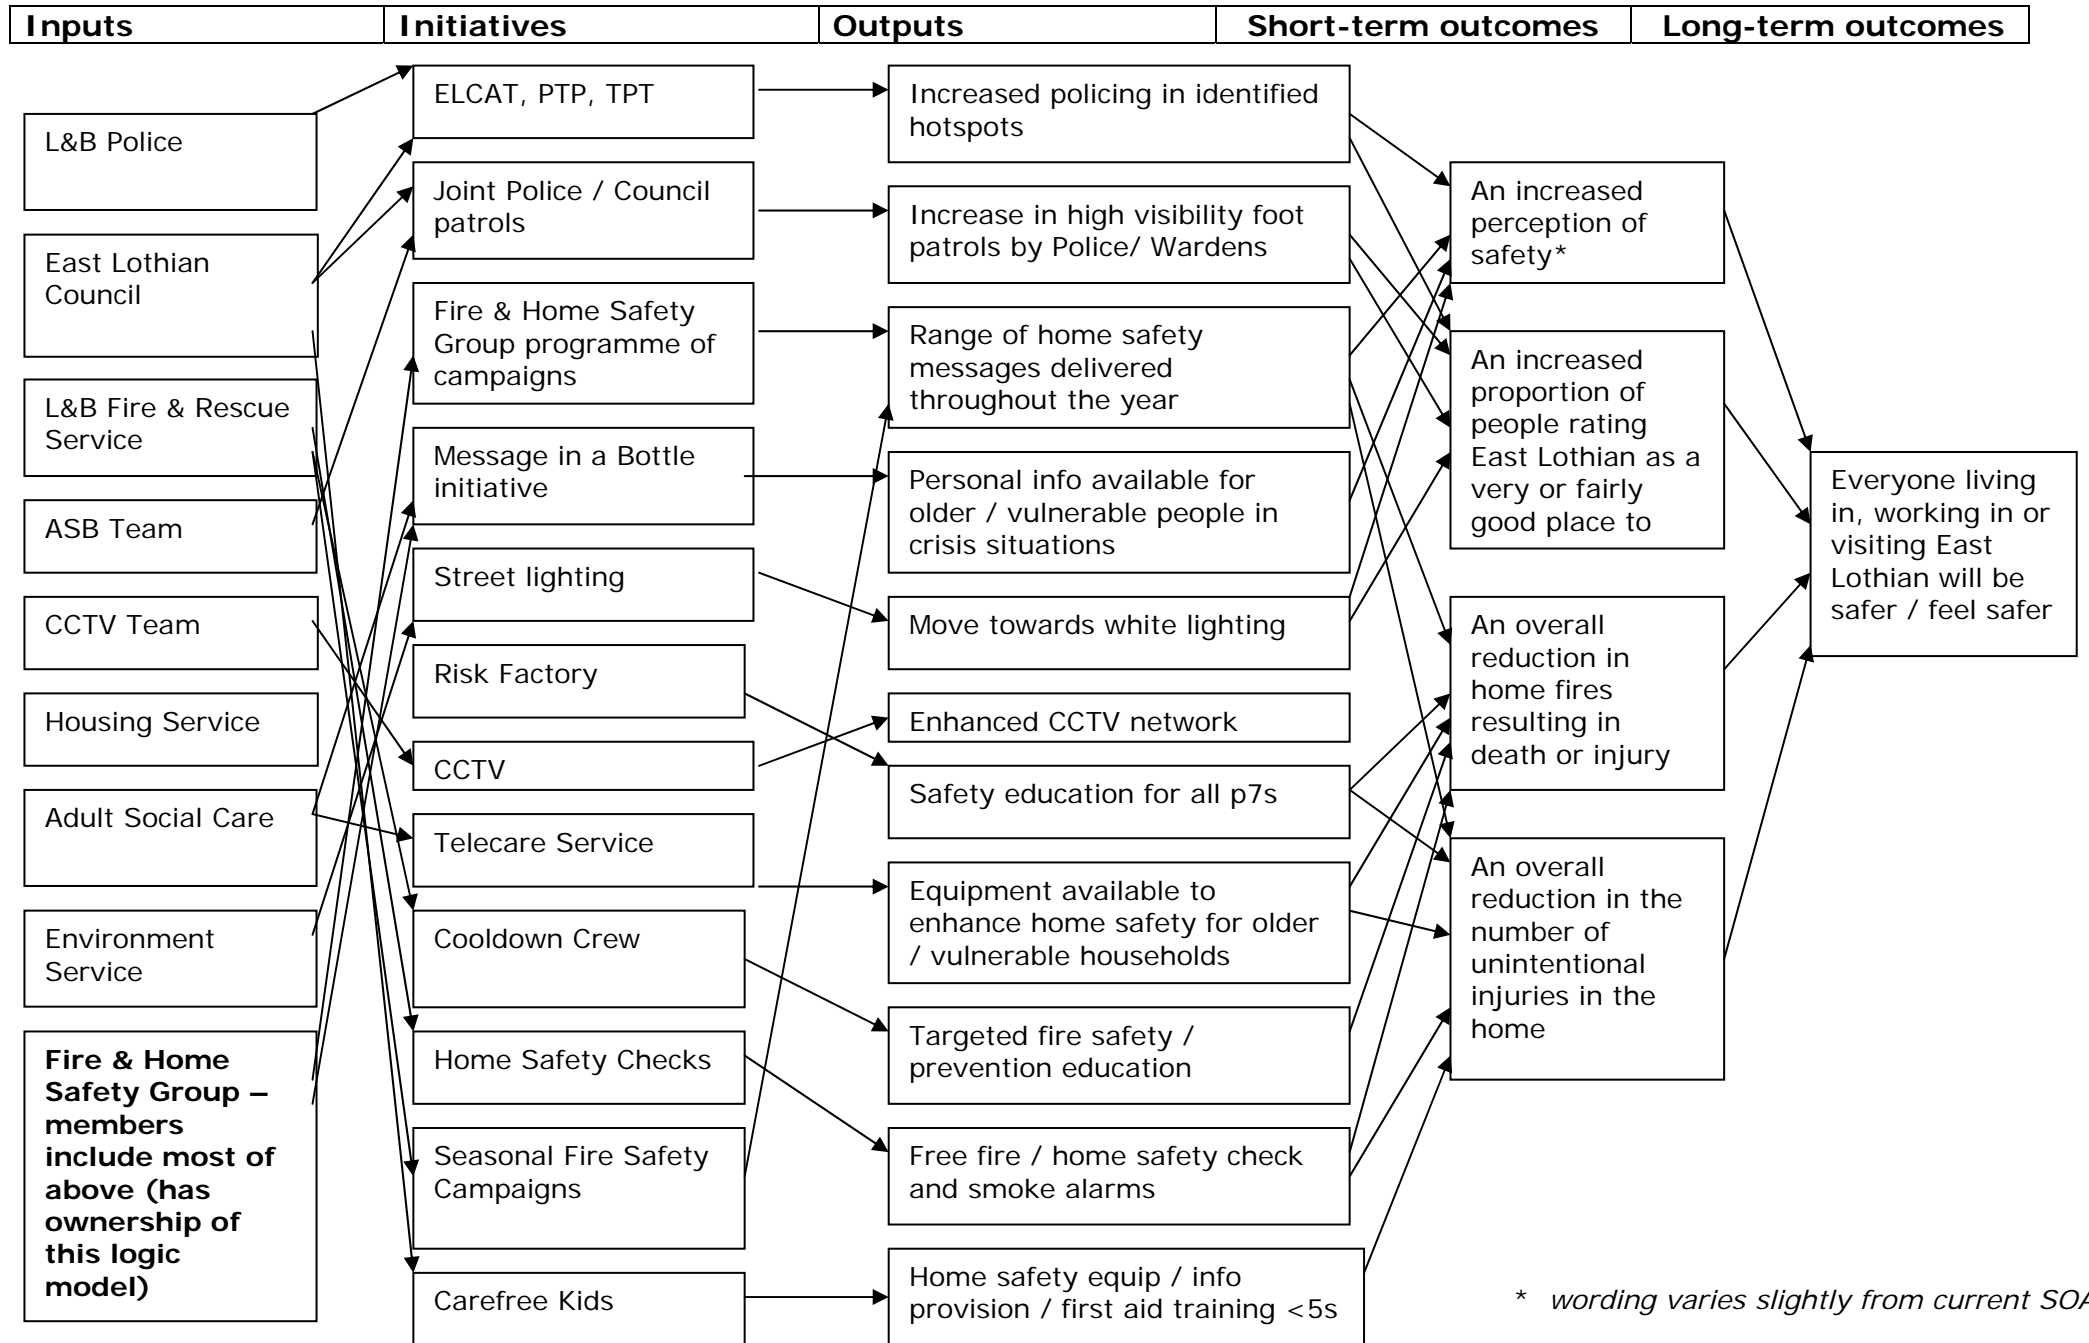 Inputs
Initiatives
Outputs
Short-term outcomes
Long-term outcomes
L&B Police
East Lothian
Council
L&B Fire & Rescue
Service
ASB Team
CCTV Team
Housing Service
Adult Social Care
Environment
Service
Fire & Home
Safety Group –
members
include most of
above (has
ownership of
this logic
model)
ELCAT, PTP, TPT
Joint Police / Council
patrols
Fire & Home Safety
Group programme of
campaigns
Message in a Bottle
initiative
Street lighting
Risk Factory
CCTV
Telecare Service
Cooldown Crew
Home Safety Checks
Seasonal Fire Safety
Campaigns
Carefree Kids
Increased policing in identified
hotspots
Increase in high visibility foot
patrols by Police/ Wardens
Range of home safety
messages delivered
throughout the year
Personal info available for
older / vulnerable people in
crisis situations
Move towards white lighting
Enhanced CCTV network
Safety education for all p7s
Equipment available to
enhance home safety for older
/ vulnerable households
Targeted fire safety /
prevention education
Free fire / home safety check
and smoke alarms
Home safety equip / info
provision / first aid training <5s
An increased
perception of
safety*
An increased
proportion of
people rating
East Lothian as a
very or fairly
good place to
An overall
reduction in
home fires
resulting in
death or injury
An overall
reduction in the
number of
unintentional
injuries in the
home
Everyone living
in, working in or
visiting East
Lothian will be
safer / feel safer
* wording varies slightly from current SOA